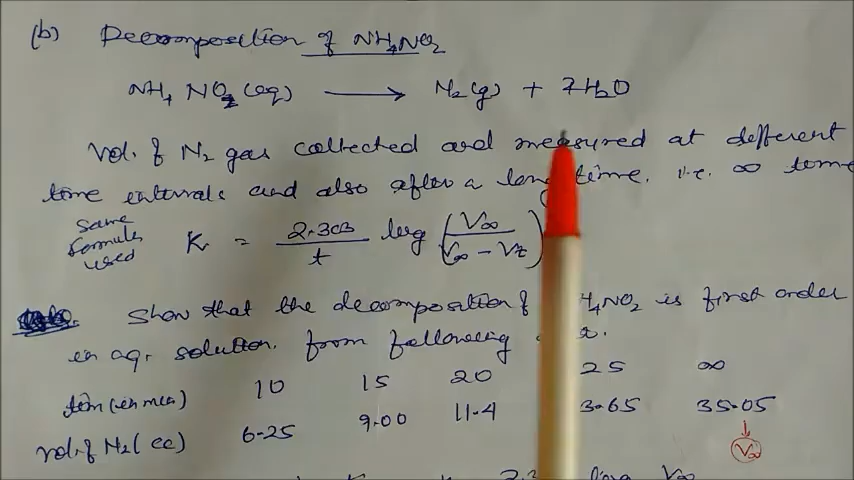 (b) Decomposition of NH4NO2
NH4 NO2 (aq) → N2(g) + 2H2O
Vol. of N2 gas collected and measured at different
time intervals and also after a long time. i.e. ∞ time
same formula used K = 2.303/t log (V∞/V∞ - Vt)
Show that the decomposition of H4NO2 is first order
in aq. solution. from following
time (in min) 10 15 20 25 ∞
vol. of N2 (cc) 6.25 9.00 11.4 3.65 35.05
V∞